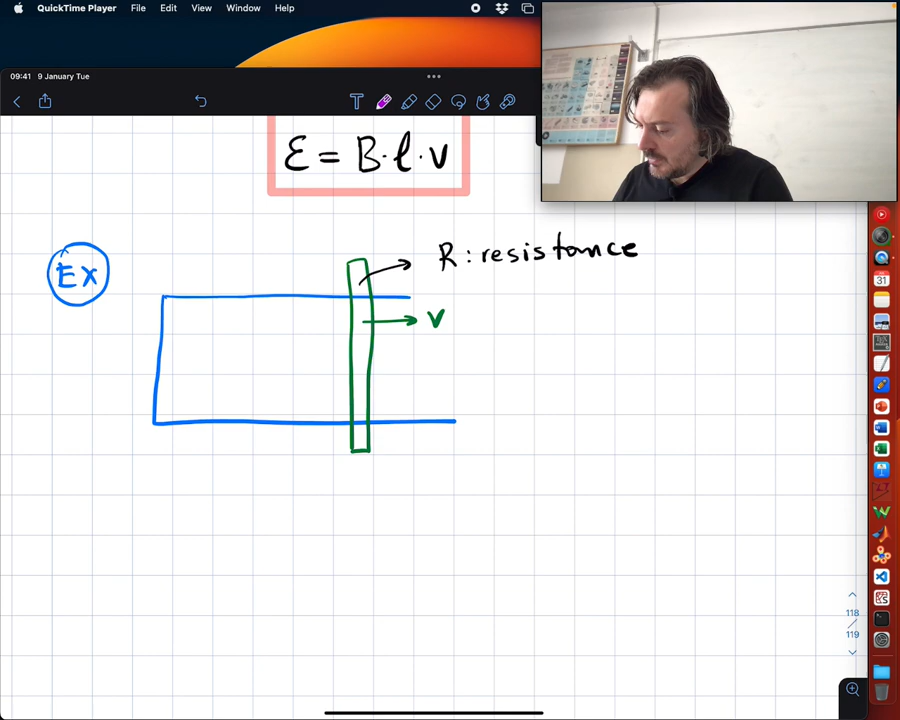 QuickTime Player File Edit View Window Help
09:41 9 January Tue
T
ε = B·l·v
Ex
R: resistance
v
31
118
119